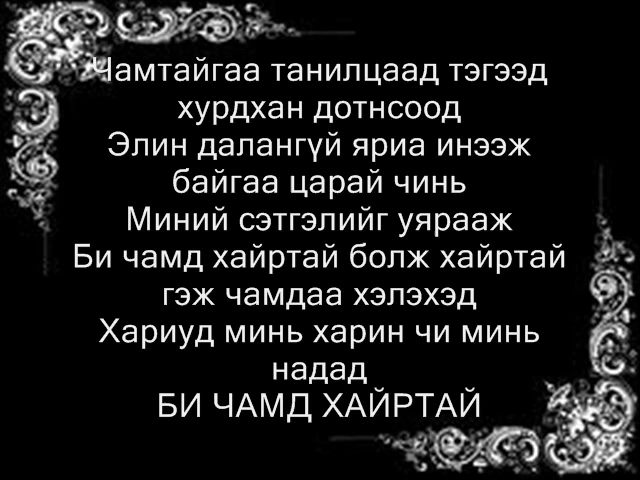 Чамтайгаа танилцаад тэгээд
хурдхан дотнсоод
Элин далангүй яриа инээж
байгаа царай чинь
Миний сэтгэлийг уярааж
Би чамд хайртай болж хайртай
гэж чамдаа хэлэхэд
Хариуд минь харин чи минь
надад
БИ ЧАМД ХАЙРТАЙ